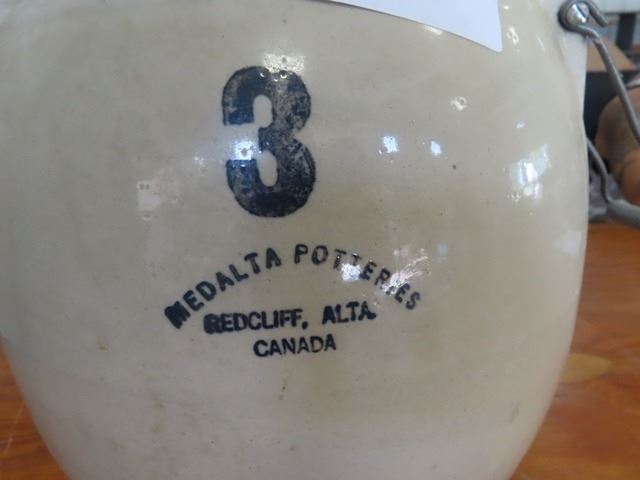 3
MEDALTA POTTERIES
REDCLIFF, ALTA.
CANADA